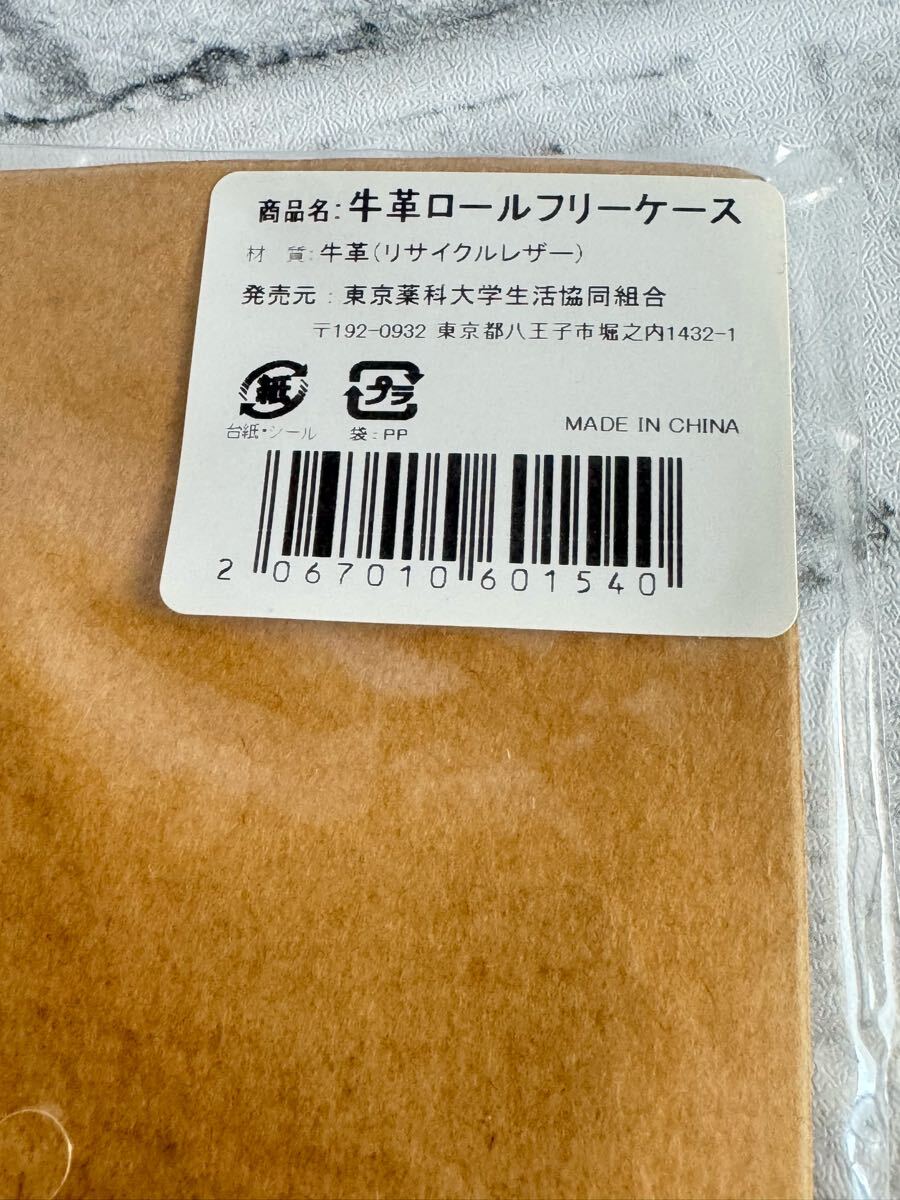 商品名：牛革ロールフリーケース
材　質：牛革（リサイクルレザー）
発売元：東京薬科大学生活協同組合
〒192-0932 東京都八王子市堀之内1432-1
紙 プラ
台紙・シール 袋：PP
MADE IN CHINA
2 067010 601540